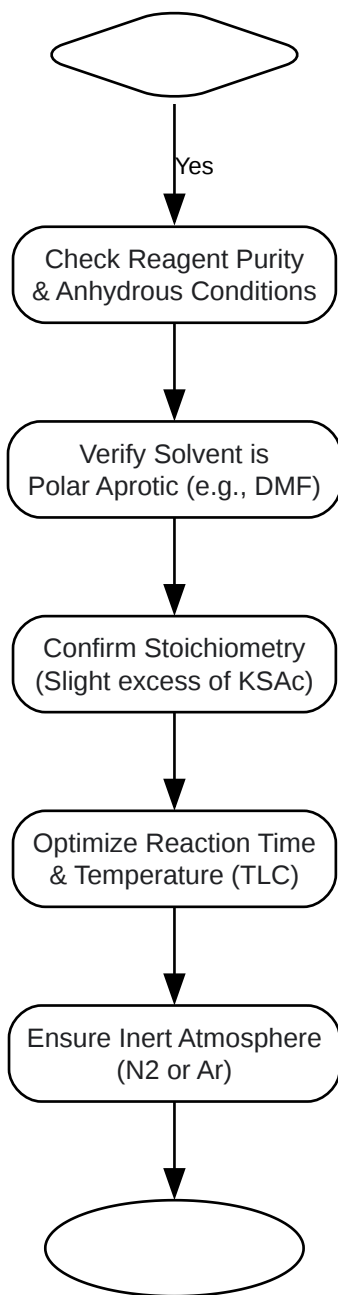 Yes
Check Reagent Purity
& Anhydrous Conditions
Verify Solvent is
Polar Aprotic (e.g., DMF)
Confirm Stoichiometry
(Slight excess of KSAc)
Optimize Reaction Time
& Temperature (TLC)
Ensure Inert Atmosphere
(N2 or Ar)